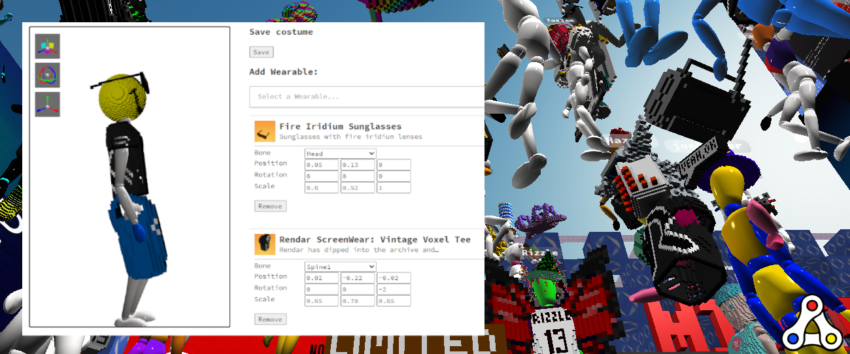 Save costume
Save
Add Wearable:
Select a Wearable...
Fire Iridium Sunglasses
Sunglasses with fire iridium lenses
Bone Head
Position 0.05 0.13 0
Rotation 0 0 0
Scale 0.6 0.52 1
Remove
Rendar ScreenWear: Vintage Voxel Tee
Rendar has dipped into the archive and…
Bone Spine1
Position 0.02 -0.22 -0.02
Rotation 0 0 -2
Scale 0.65 0.78 0.65
Remove
YEAH,
RIZZLE
13
LIMITED